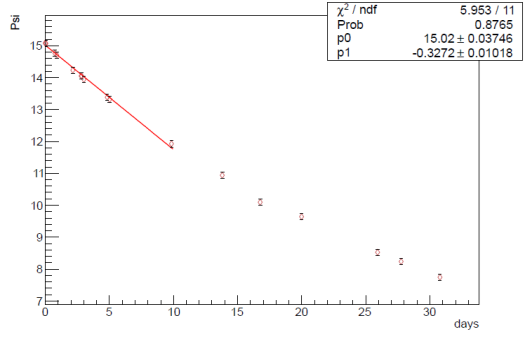 Psi
χ² / ndf 5.953 / 11
Prob 0.8765
p0 15.02 ± 0.03746
p1 -0.3272 ± 0.01018
15
14
13
12
11
10
9
8
7
0 5 10 15 20 25 30
days